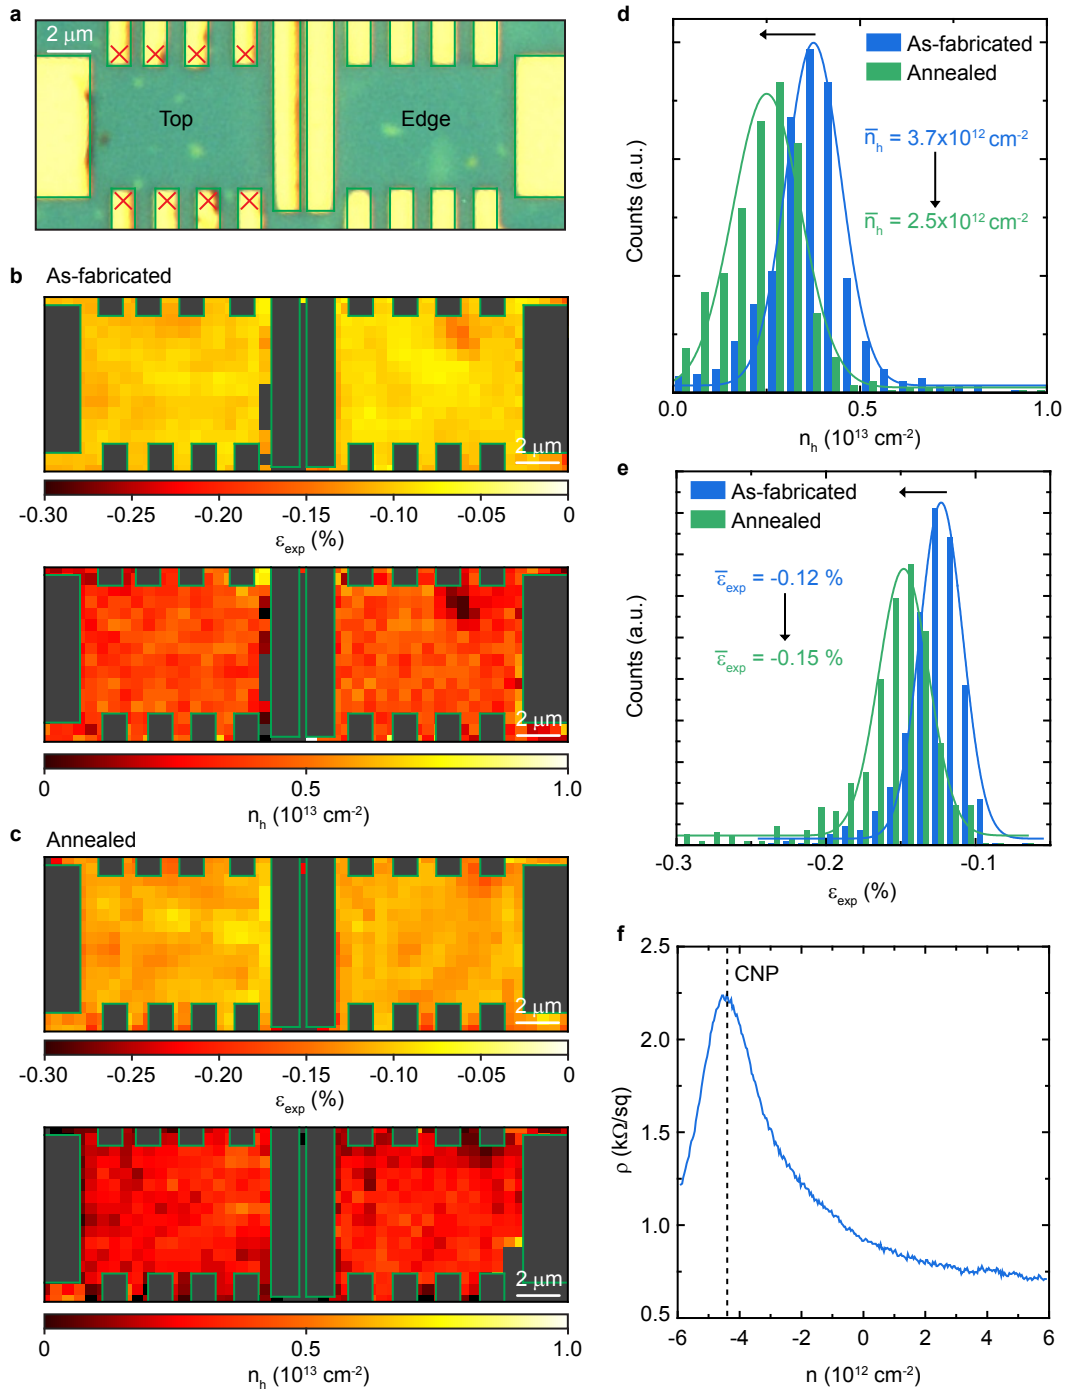 a
2 μm
Top
Edge
b As-fabricated
2 μm
-0.30 -0.25 -0.20 -0.15 -0.10 -0.05 0
ε_exp (%)
2 μm
0 0.5 1.0
n_h (10^13 cm^-2)
c Annealed
2 μm
-0.30 -0.25 -0.20 -0.15 -0.10 -0.05 0
ε_exp (%)
2 μm
0 0.5 1.0
n_h (10^13 cm^-2)
d
As-fabricated
Annealed
n̅_h = 3.7x10^12 cm^-2
n̅_h = 2.5x10^12 cm^-2
Counts (a.u.)
0.0 0.5 1.0
n_h (10^13 cm^-2)
e
As-fabricated
Annealed
ε̅_exp = -0.12 %
ε̅_exp = -0.15 %
Counts (a.u.)
-0.3 -0.2 -0.1
ε_exp (%)
f
2.5
CNP
2.0
1.5
1.0
0.5
ρ (kΩ/sq)
-6 -4 -2 0 2 4 6
n (10^12 cm^-2)